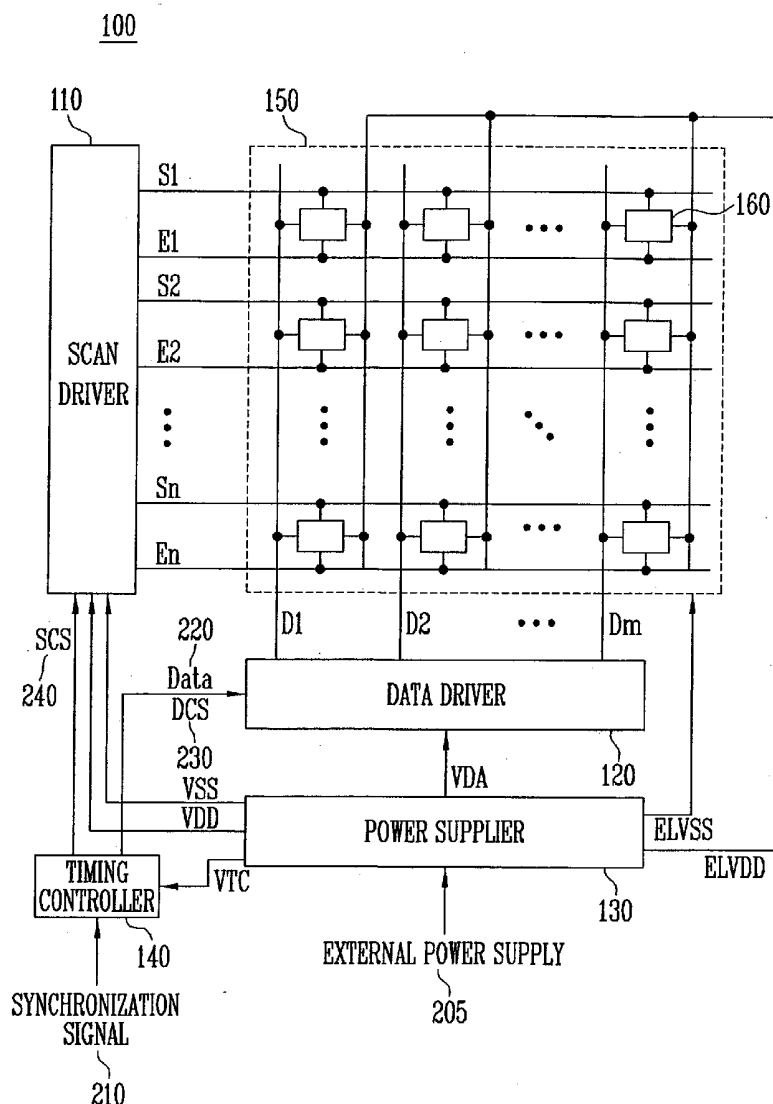 100
110
150
S1
160
E1
S2
SCAN
DRIVER
E2
Sn
En
D1
D2
Dm
SCS
240
220
Data
DCS
230
DATA DRIVER
120
VDA
VSS
VDD
POWER SUPPLIER
ELVSS
ELVDD
130
TIMING
CONTROLLER
VTC
140
EXTERNAL POWER SUPPLY
205
SYNCHRONIZATION
SIGNAL
210